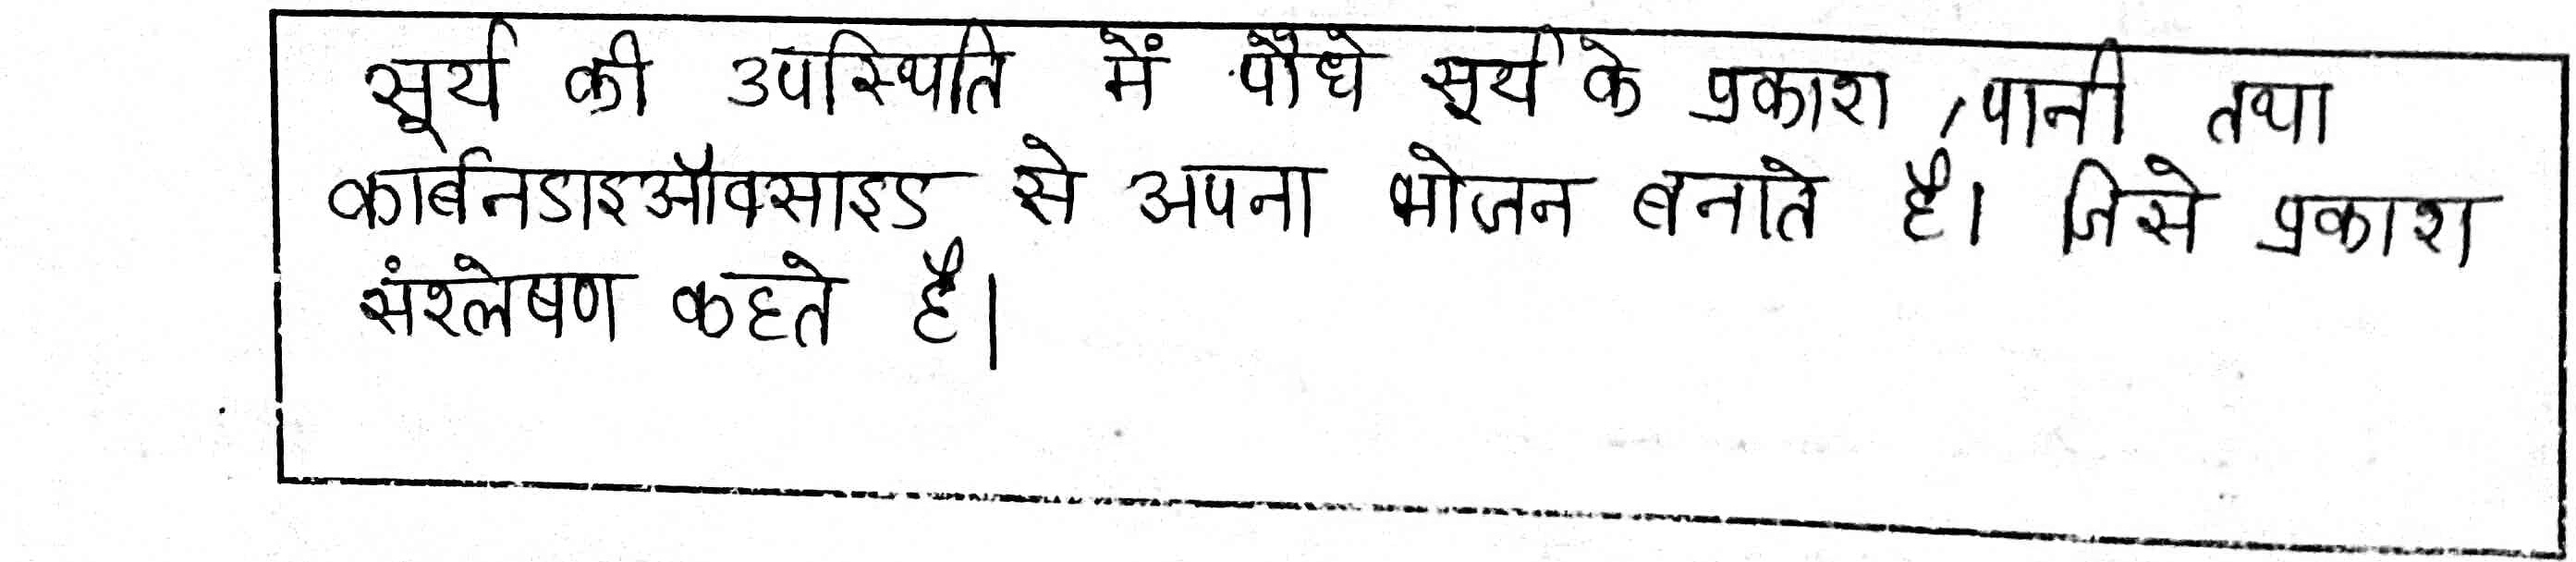 सूर्य की उपस्थिति में पौधे सूर्य के प्रकाश, पानी तथा
कार्बनडाइऑक्साइड से अपना भोजन बनाते है। जिसे प्रकाश
संश्लेषण कहते है।